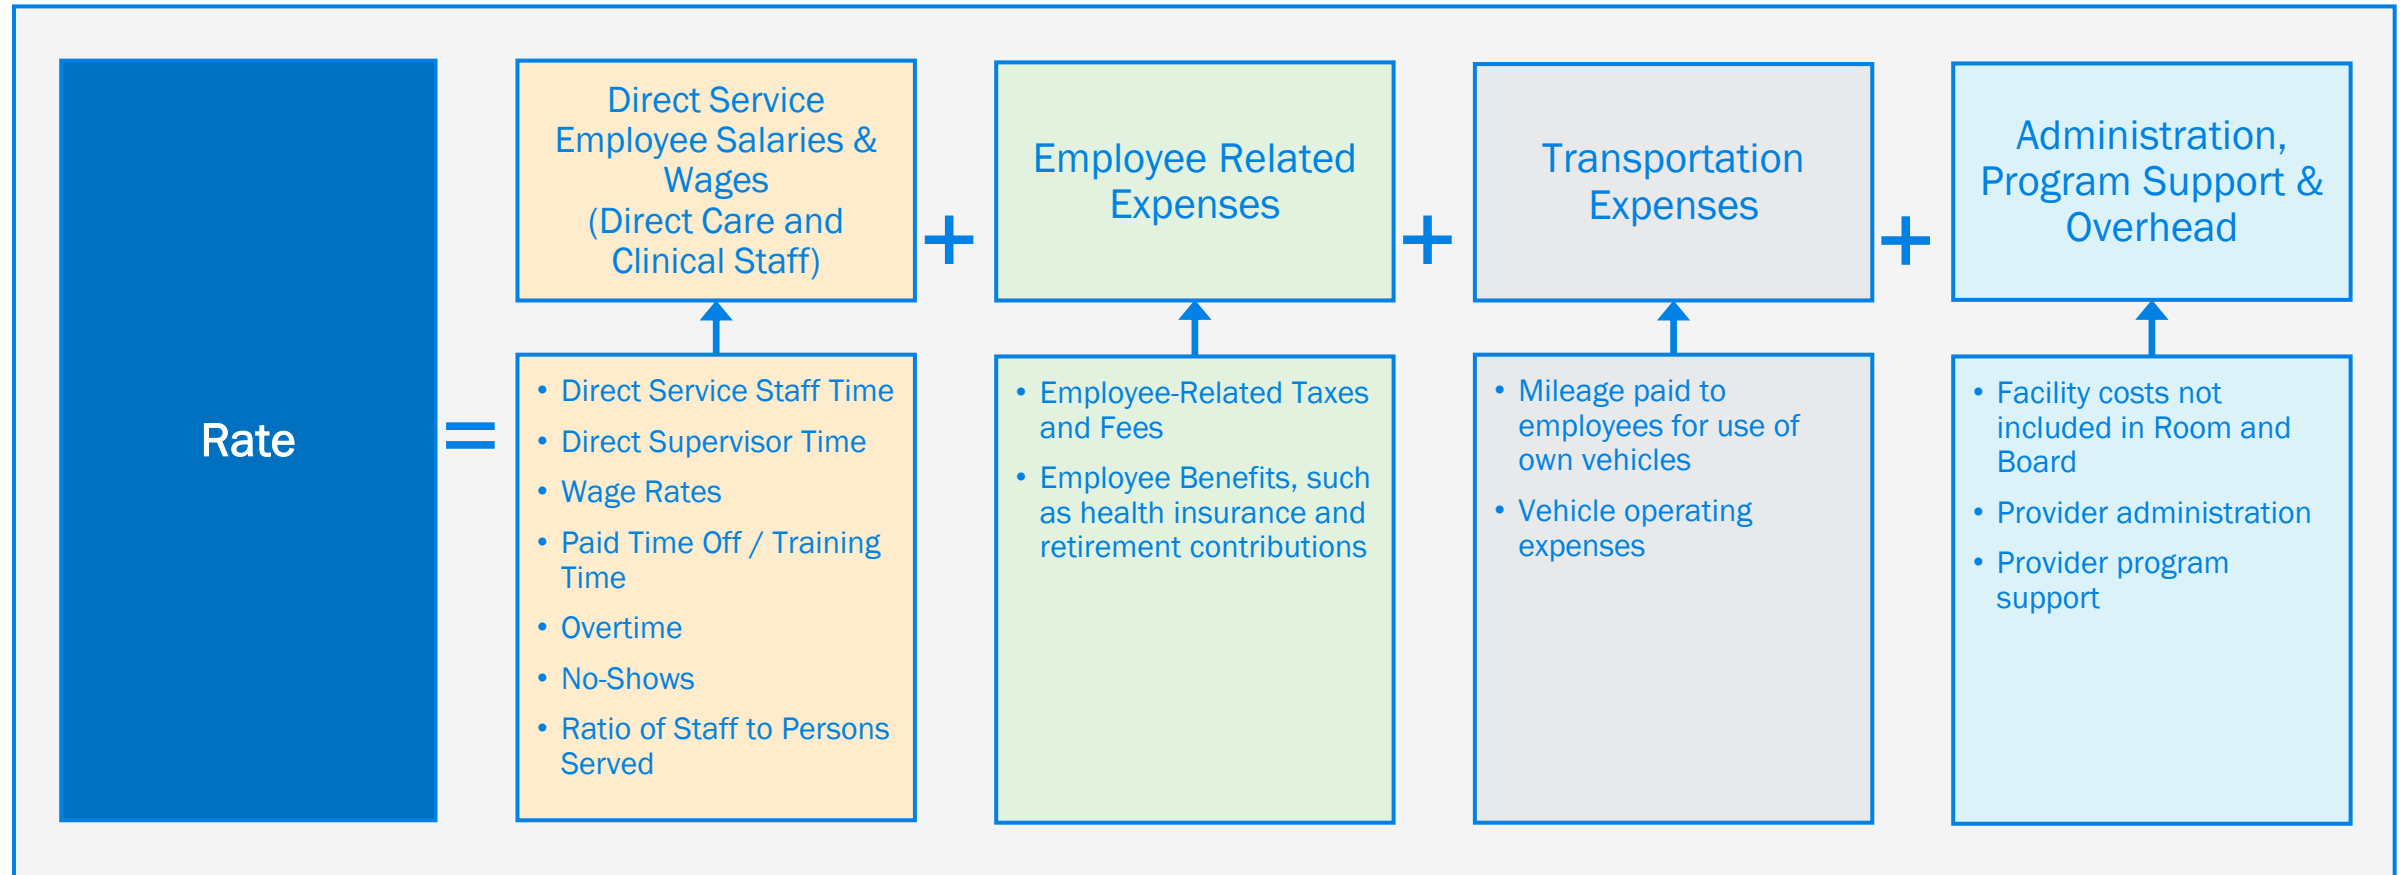 Rate
=
Direct Service
Employee Salaries &
Wages
(Direct Care and
Clinical Staff)
+
Employee Related
Expenses
+
Transportation
Expenses
+
Administration,
Program Support &
Overhead
• Direct Service Staff Time
• Direct Supervisor Time
• Wage Rates
• Paid Time Off / Training
Time
• Overtime
• No-Shows
• Ratio of Staff to Persons
Served
• Employee-Related Taxes
and Fees
• Employee Benefits, such
as health insurance and
retirement contributions
• Mileage paid to
employees for use of
own vehicles
• Vehicle operating
expenses
• Facility costs not
included in Room and
Board
• Provider administration
• Provider program
support